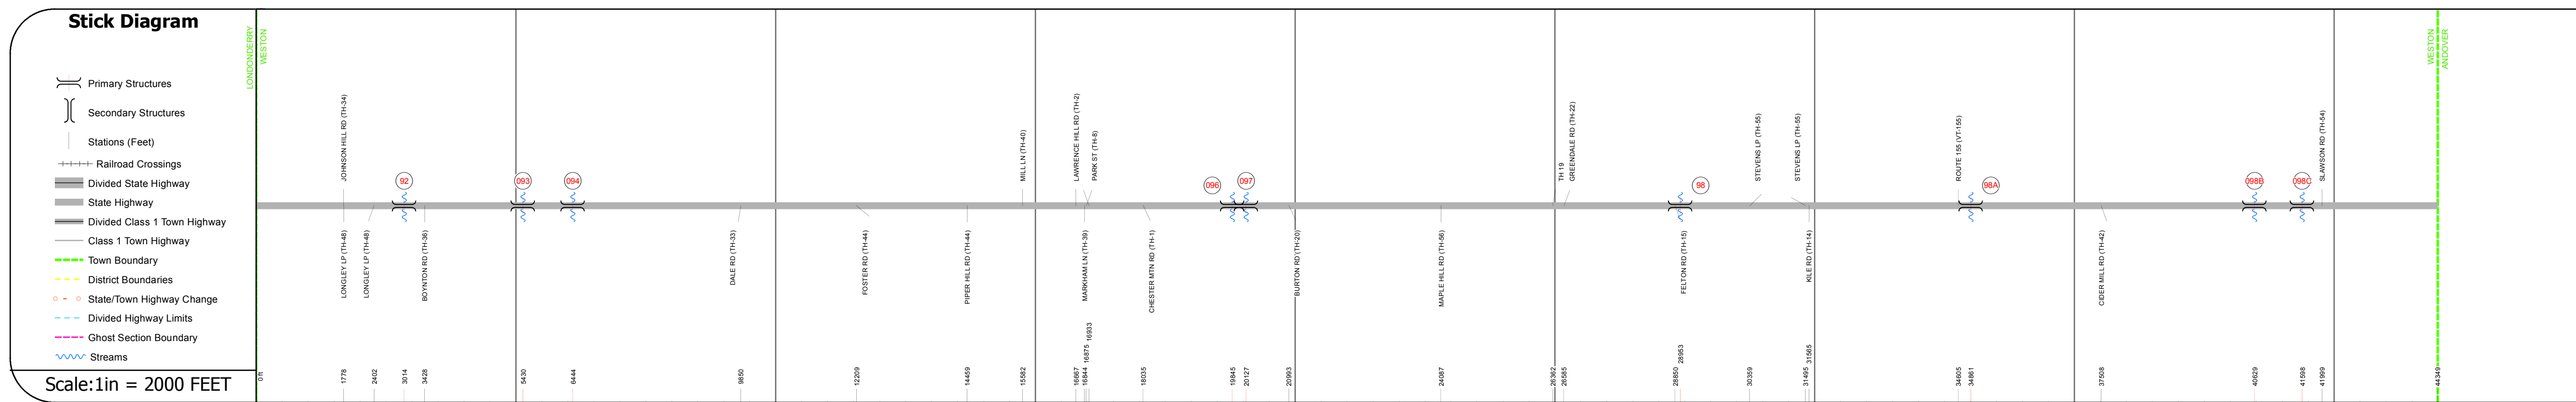 Stick Diagram
Primary Structures
Secondary Structures
Stations (Feet)
Railroad Crossings
Divided State Highway
State Highway
Divided Class 1 Town Highway
Class 1 Town Highway
Town Boundary
District Boundaries
State/Town Highway Change
Divided Highway Limits
Ghost Section Boundary
Streams
Scale:1in = 2000 FEET
LONDONDERRY
WESTON
JOHNSON HILL RD (TH-34)
MILL LN (TH-40)
LAWRENCE HILL RD (TH-2)
PARK ST (TH-8)
TH 19
GREENDALE RD (TH-22)
STEVENS LP (TH-55)
STEVENS LP (TH-55)
ROUTE 155 (VT-155)
SLAWSON RD (TH-54)
WESTON
ANDOVER
92
093
094
096
097
98
98A
098B
098C
LONGLEY LP (TH-48)
LONGLEY LP (TH-48)
BOYNTON RD (TH-36)
DALE RD (TH-33)
FOSTER RD (TH-44)
PIPER HILL RD (TH-44)
MARKHAM LN (TH-39)
CHESTER MTN RD (TH-1)
BURTON RD (TH-20)
MAPLE HILL RD (TH-56)
FELTON RD (TH-15)
KILE RD (TH-14)
CIDER MILL RD (TH-42)
0 ft
1778
2402
3014
3428
5430
6444
9850
12209
14459
15582
16667
16844
16875
16933
18035
19845
20127
20993
24087
26362
26585
28850
28953
30359
31495
31565
34605
34861
37508
40629
41598
41999
44349